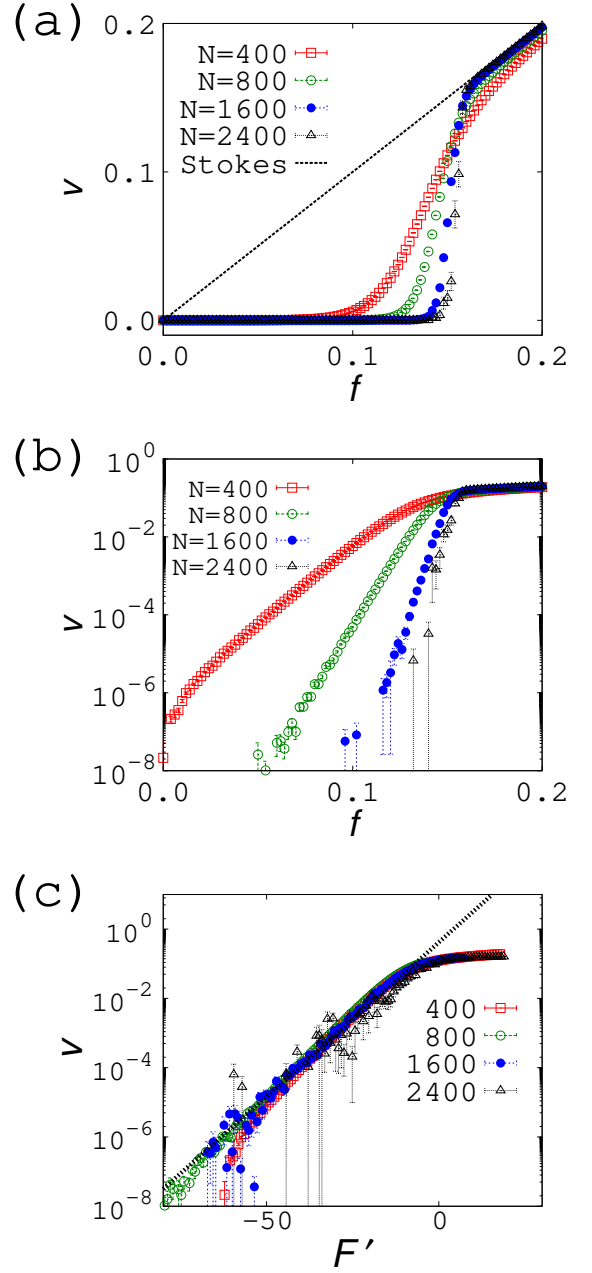 (a)
0.2
N=400
N=800
N=1600
N=2400
Stokes
0.1
v
0.0
0.0 0.1 0.2
f
(b)
10^0
N=400
N=800
N=1600
N=2400
10^-2
10^-4
v
10^-6
10^-8
0.0 0.1 0.2
f
(c)
10^0
10^-2
400
800
1600
2400
v
10^-4
10^-6
10^-8
−50 0
F′